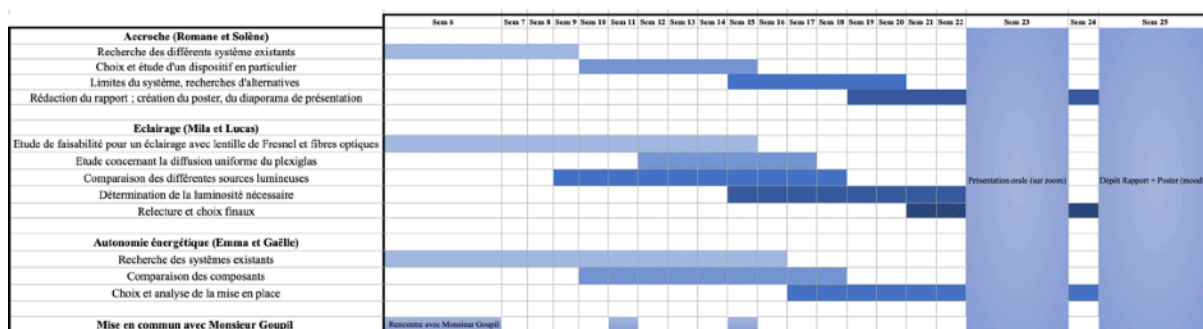 Sem 6 Sem 7 Sem 8 Sem 9 Sem 10 Sem 11 Sem 12 Sem 13 Sem 14 Sem 15 Sem 16 Sem 17 Sem 18 Sem 19 Sem 20 Sem 21 Sem 22 Sem 23 Sem 24 Sem 25
Accroche (Romane et Solène)
Recherche des différents système existants
Choix et étude d'un dispositif en particulier
Limites du système, recherches d'alternatives
Rédaction du rapport ; création du poster, du diaporama de présentation
Eclairage (Mila et Lucas)
Etude de faisabilité pour un éclairage avec lentille de Fresnel et fibres optiques
Etude concernant la diffusion uniforme du plexiglas
Comparaison des différentes sources lumineuses
Présentation orale (sur zoom)
Dépôt Rapport + Poster (mood
Détermination de la luminosité nécessaire
Relecture et choix finaux
Autonomie énergétique (Emma et Gaëlle)
Recherche des systèmes existants
Comparaison des composants
Choix et analyse de la mise en place
Mise en commun avec Monsieur Goupil
Rencontre avec Monsieur Goupil